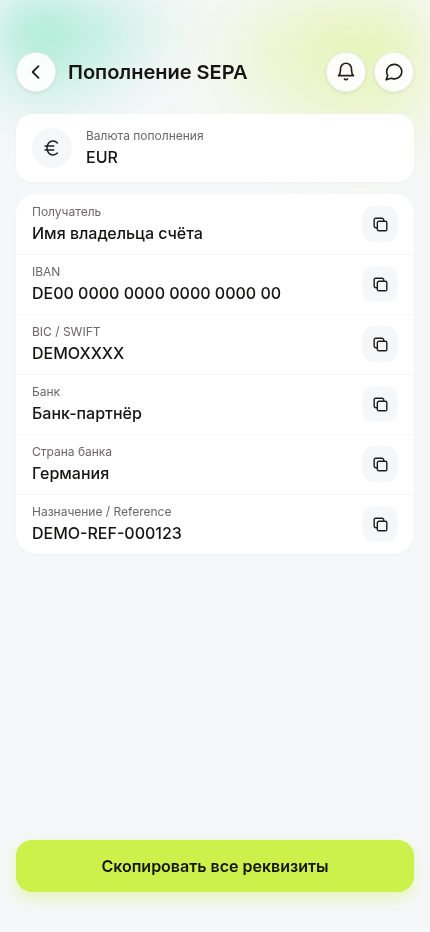 Пополнение SEPA
Валюта пополнения
€
EUR
Получатель
Имя владельца счёта
IBAN
DE00 0000 0000 0000 0000 00
BIC / SWIFT
DEMOXXXX
Банк
Банк-партнёр
Страна банка
Германия
Назначение / Reference
DEMO-REF-000123
Скопировать все реквизиты